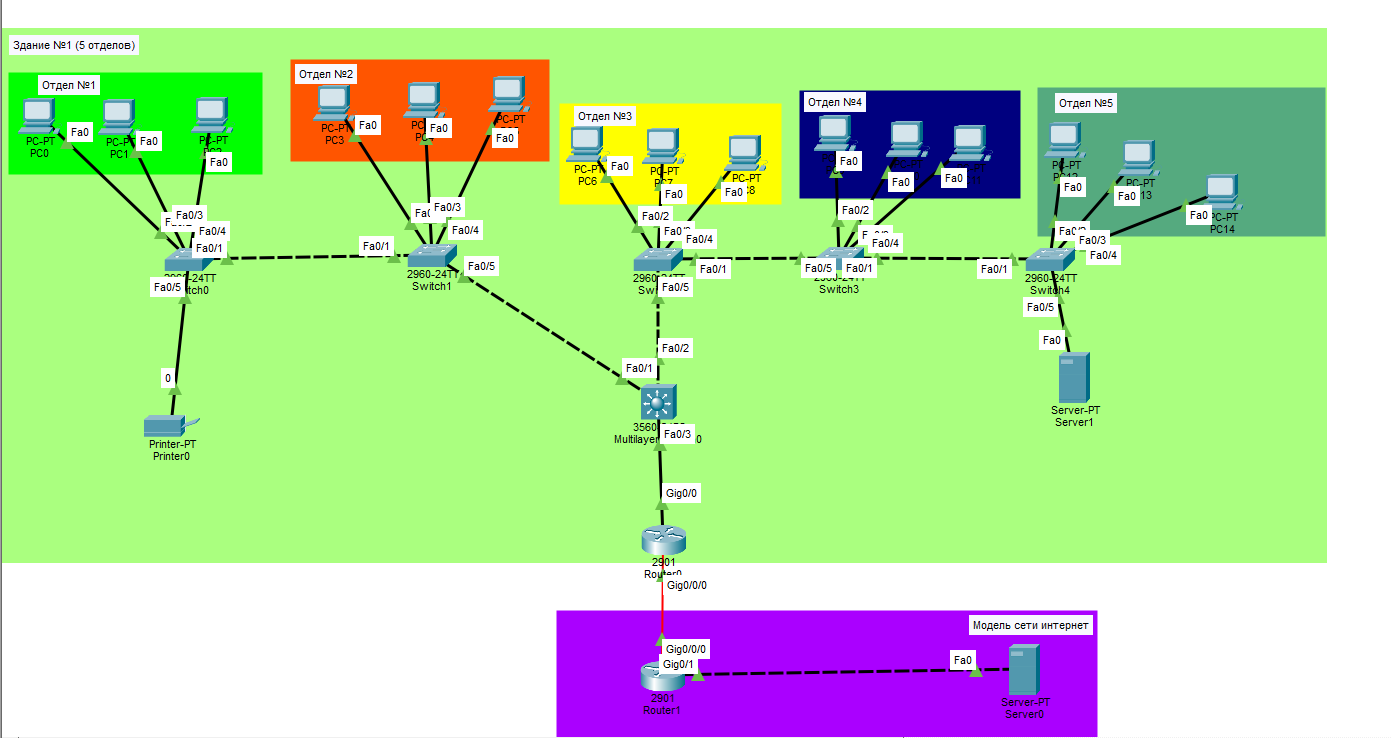 Здание №1 (5 отделов)
Отдел №1
PC-PT
PC0
Fa0
PC1
Fa0
PC-PT
Fa0
Fa0/3
Fa0/4
Fa0/1
Fa0/5
0
Printer-PT
Printer0
Отдел №2
PC-PT
PC3
Fa0
Fa0
PC-PT
Fa0
Fa0/3
Fa0/4
Fa0/1
2960-24TT
Switch1
Fa0/5
Отдел №3
PC6
Fa0
PC-PT
Fa0
PC-PT
Fa0
Fa0/2
Fa0/4
Fa0/1
Fa0/5
Fa0/2
Fa0/1
Fa0/3
Отдел №4
Fa0
Fa0
Fa0
Fa0/2
Fa0/4
Fa0/5
Fa0/1
Switch3
Отдел №5
PC-PT
Fa0
PC-PT
Fa0
Fa0
PC-PT
PC14
Fa0/3
Fa0/4
Fa0/1
2960-24TT
Switch4
Fa0/5
Fa0
Server-PT
Server1
Gig0/0
2901
Router0
Gig0/0/0
Модель сети интернет
Gig0/0/0
Gig0/1
2901
Router1
Fa0
Server-PT
Server0